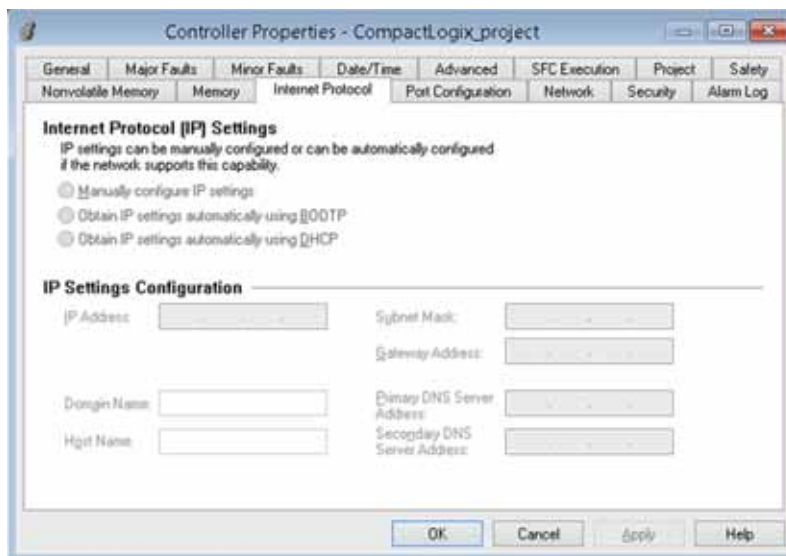 Controller Properties - CompactLogix_project
General Major Faults Minor Faults Date/Time Advanced SFC Execution Project Safety
Nonvolatile Memory Memory Internet Protocol Port Configuration Network Security Alarm Log
Internet Protocol (IP) Settings
IP settings can be manually configured or can be automatically configured
if the network supports this capability.
Manually configure IP settings
Obtain IP settings automatically using BOOTP
Obtain IP settings automatically using DHCP
IP Settings Configuration
IP Address: Subnet Mask:
Gateway Address:
Domain Name: Primary DNS Server
Address:
Host Name: Secondary DNS
Server Address:
OK Cancel Apply Help